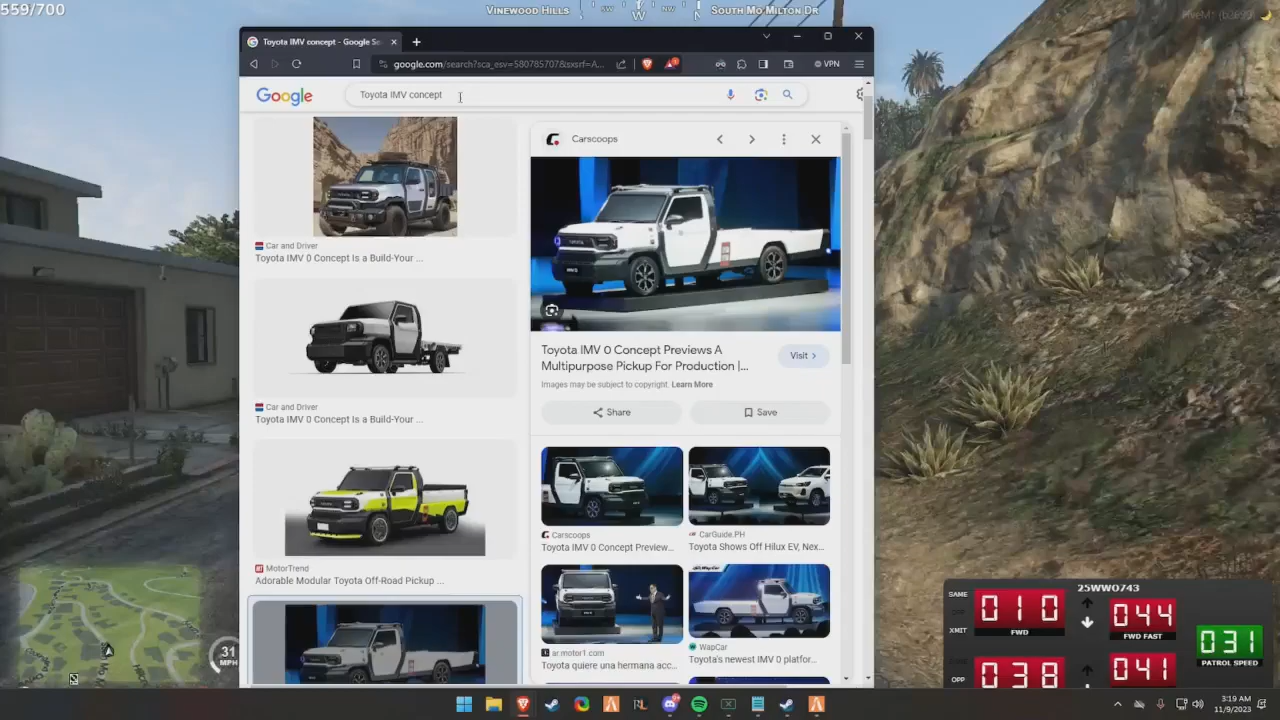 559/700
VINEWOOD HILLS
SW
W
NW
N
SOUTH MO MILTON DR
Toyota IMV concept - Google Se
google.com/search?sca_esv=580785707&sxsrf=A...
VPN
Google
Toyota IMV concept
Car and Driver
Toyota IMV 0 Concept Is a Build-Your ...
Car and Driver
Toyota IMV 0 Concept Is a Build-Your ...
MotorTrend
Adorable Modular Toyota Off-Road Pickup ...
Carscoops
Toyota IMV 0 Concept Previews A
Multipurpose Pickup For Production |...
Visit
Images may be subject to copyright. Learn More
Share
Save
Carscoops
Toyota IMV 0 Concept Preview...
CarGuide.PH
Toyota Shows Off Hilux EV, Nex...
ar.motor1.com
Toyota quiere una hermana acc...
WapCar
Toyota's newest IMV 0 platfor...
31
MPH
25WWO743
SAME
XMIT
010
FWD
044
FWD FAST
031
PATROL SPEED
OPP
038
041
3:19 AM
11/9/2023